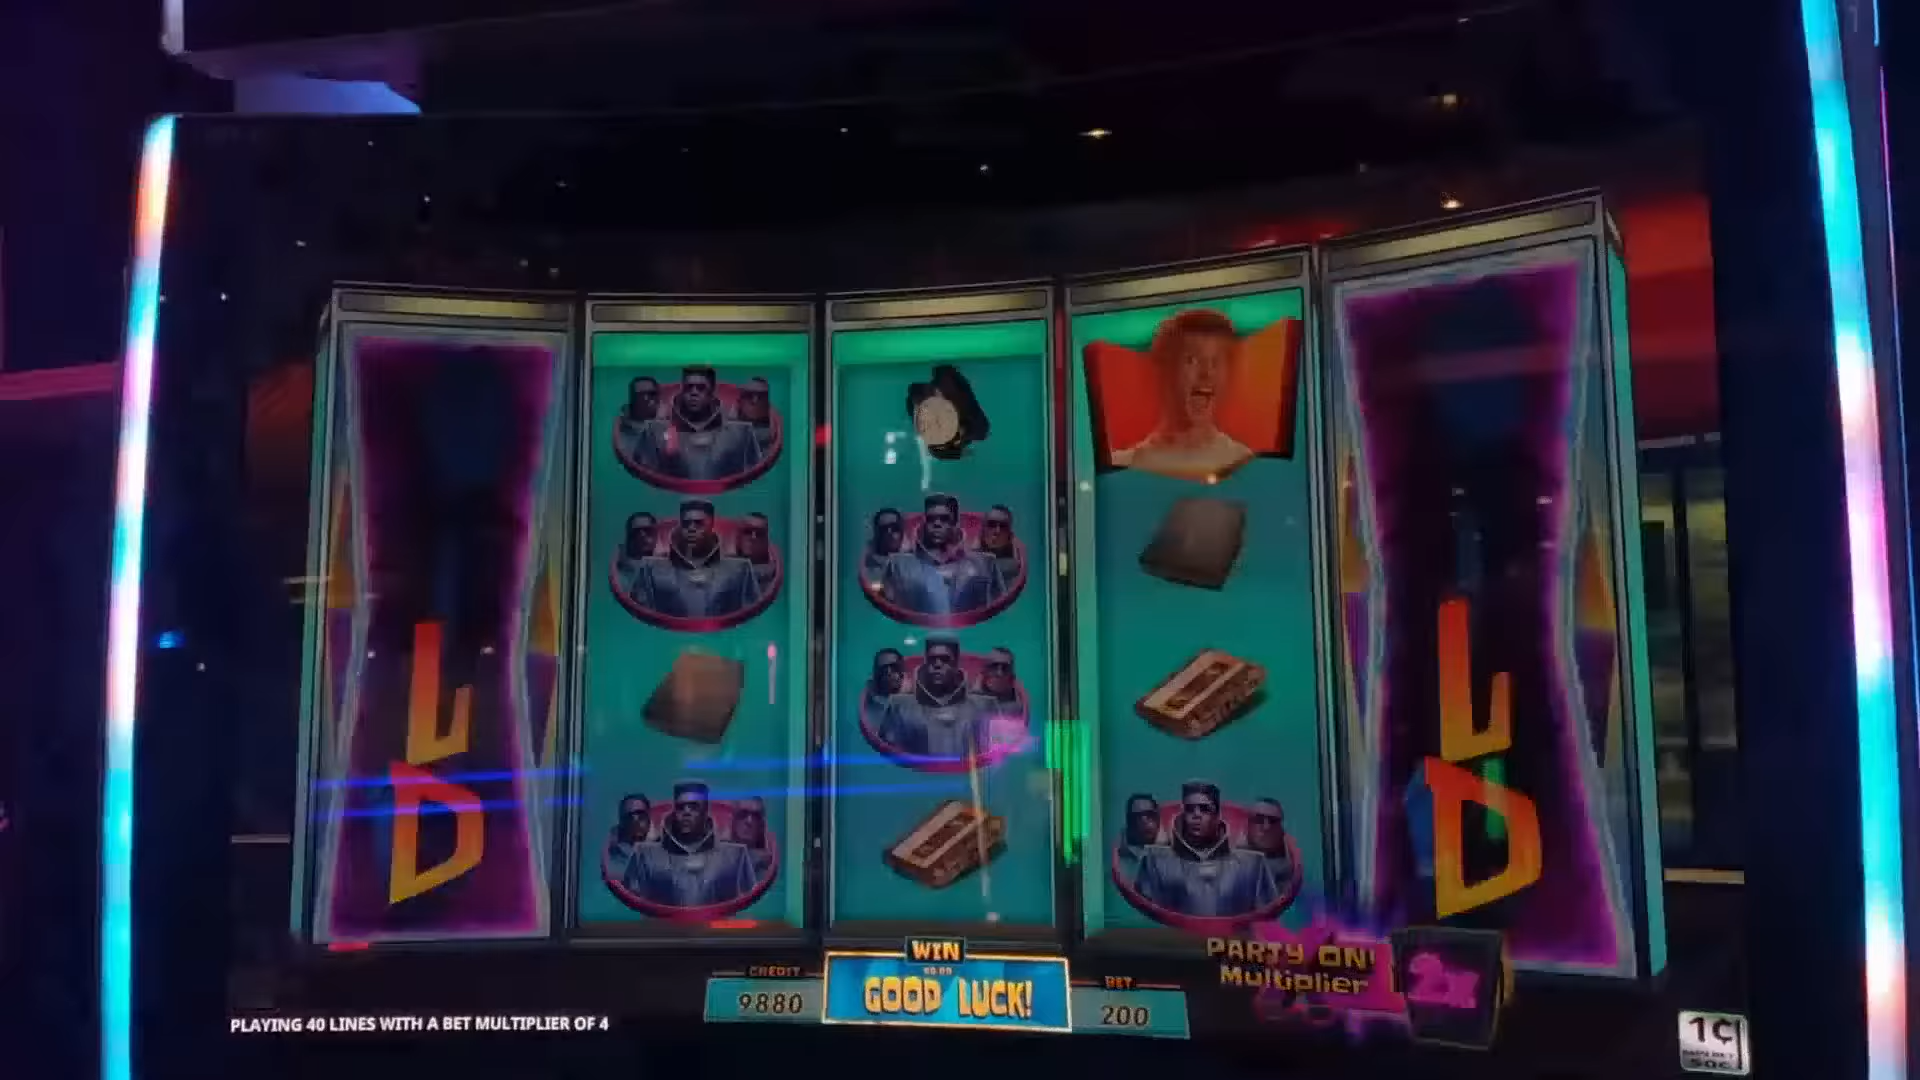 L
D
L
D
WIN
CREDIT
9880
GOOD LUCK!
BET
200
PARTY ON!
Multiplier
2x
PLAYING 40 LINES WITH A BET MULTIPLIER OF 4
1¢